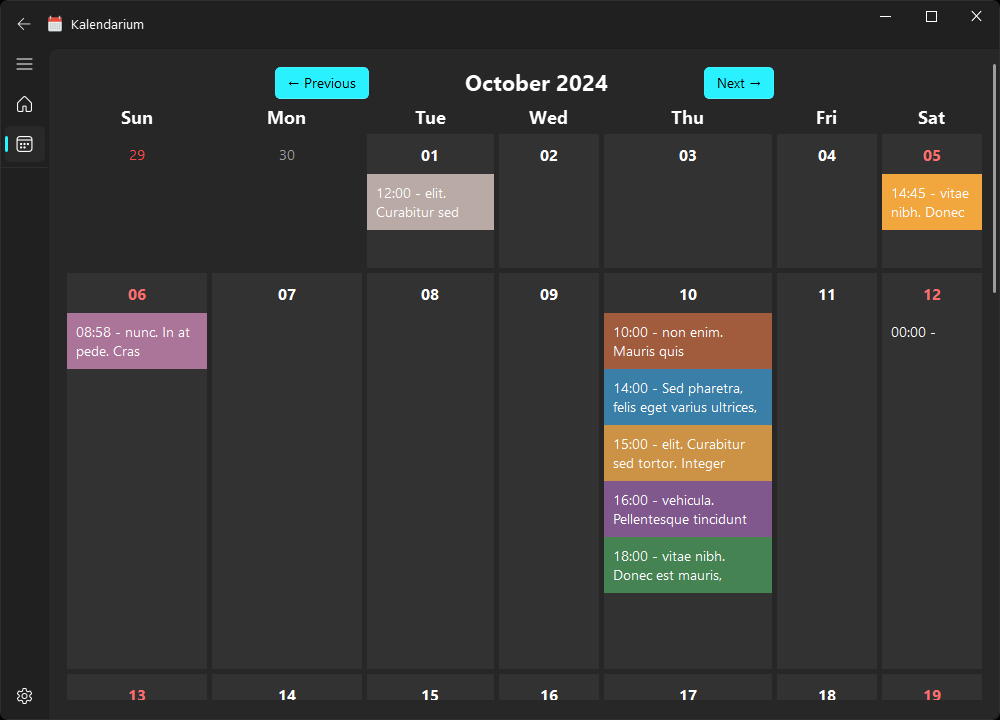 Kalendarium
← Previous
October 2024
Next →
Sun Mon Tue Wed Thu Fri Sat
29 30 01 02 03 04 05
12:00 - elit.
Curabitur sed
14:45 - vitae
nibh. Donec
06 07 08 09 10 11 12
08:58 - nunc. In at
pede. Cras
10:00 - non enim.
Mauris quis
14:00 - Sed pharetra,
felis eget varius ultrices,
15:00 - elit. Curabitur
sed tortor. Integer
16:00 - vehicula.
Pellentesque tincidunt
18:00 - vitae nibh.
Donec est mauris,
00:00 -
13 14 15 16 17 18 19